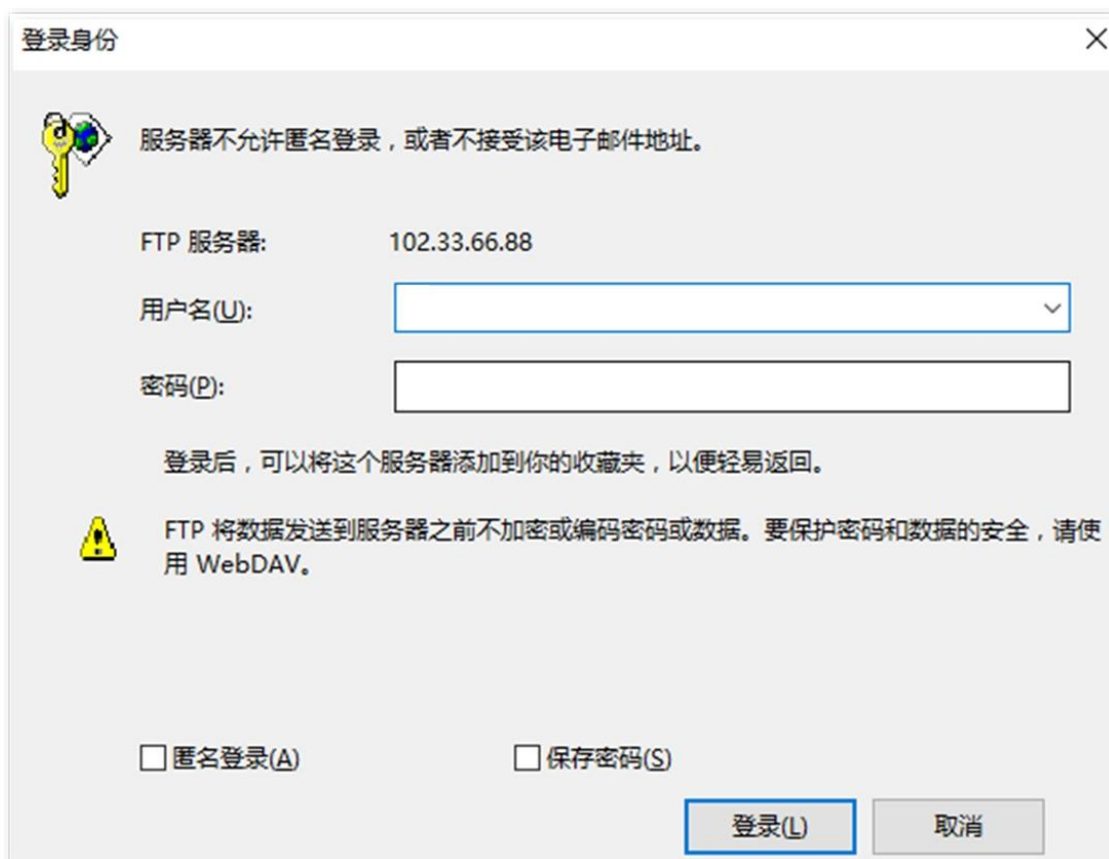 登录身份
服务器不允许匿名登录，或者不接受该电子邮件地址。
FTP 服务器: 102.33.66.88
用户名(U):
密码(P):
登录后，可以将这个服务器添加到你的收藏夹，以便轻易返回。
FTP 将数据发送到服务器之前不加密或编码密码或数据。要保护密码和数据的安全，请使
用 WebDAV。
匿名登录(A) 保存密码(S)
登录(L) 取消